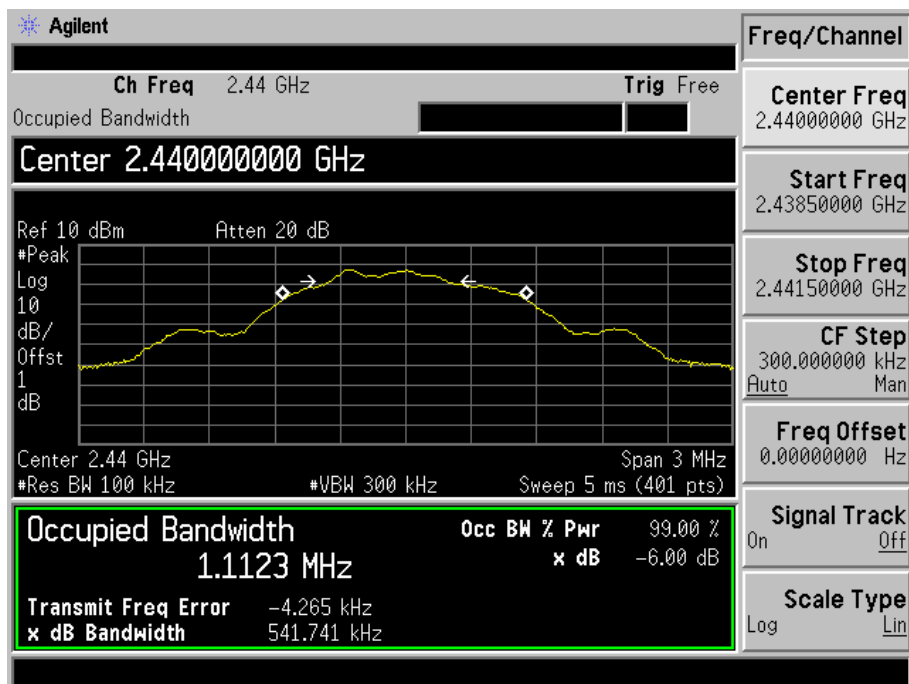 Agilent
Freq/Channel
Ch Freq 2.44 GHz Trig Free
Occupied Bandwidth
Center 2.440000000 GHz
Ref 10 dBm Atten 20 dB
#Peak
Log
10
dB/
Offst
1
dB
Center 2.44 GHz Span 3 MHz
#Res BW 100 kHz #VBW 300 kHz Sweep 5 ms (401 pts)
Occupied Bandwidth
1.1123 MHz
Occ BW % Pwr 99.00 %
x dB -6.00 dB
Transmit Freq Error -4.265 kHz
x dB Bandwidth 541.741 kHz
Center Freq
2.44000000 GHz
Start Freq
2.43850000 GHz
Stop Freq
2.44150000 GHz
CF Step
300.000000 kHz
Auto Man
Freq Offset
0.00000000 Hz
Signal Track
On Off
Scale Type
Log Lin